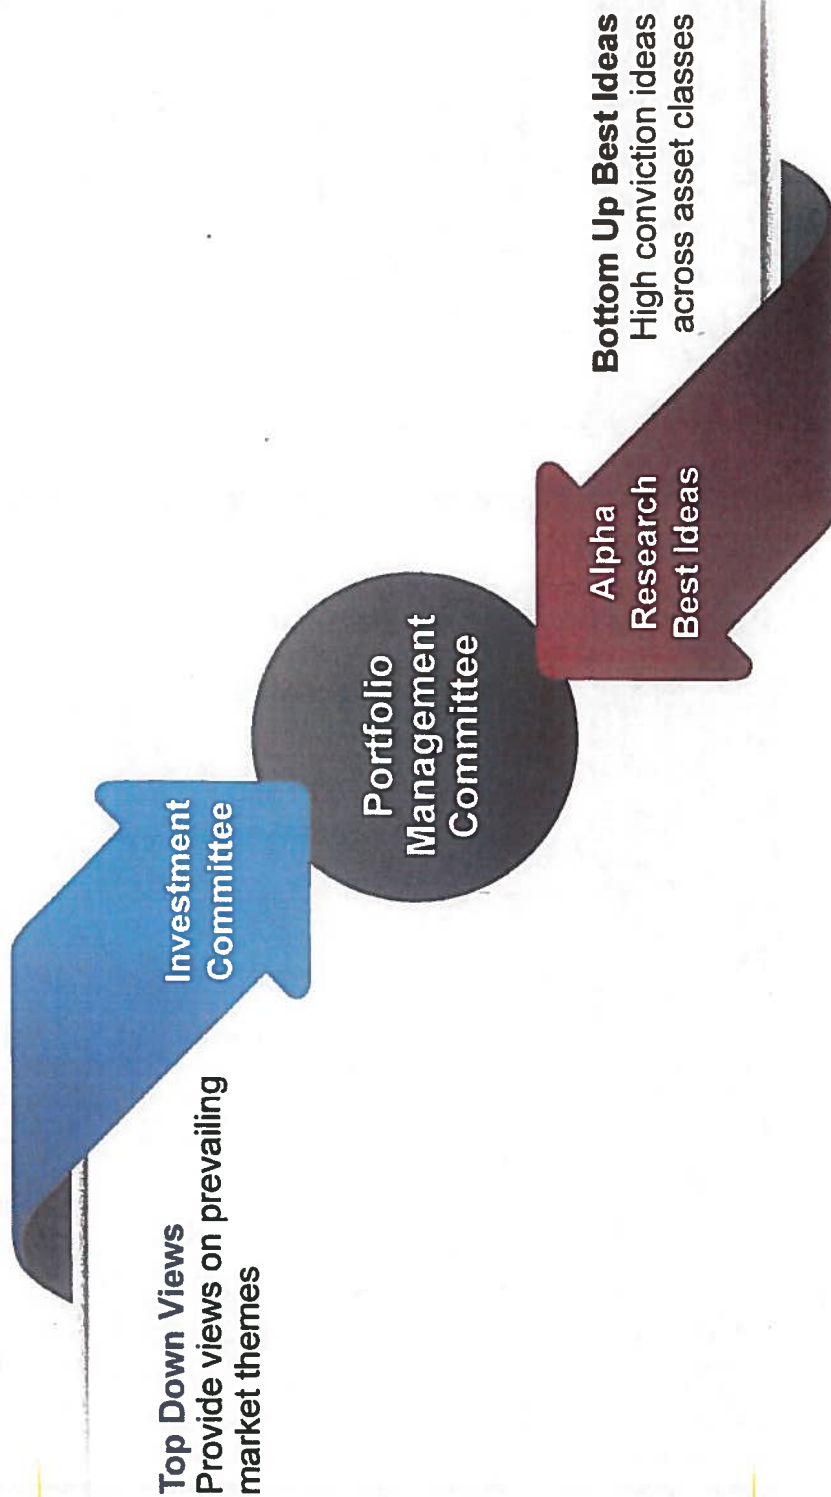 Top Down Views
Provide views on prevailing
market themes
Investment
Committee
Portfolio
Management
Committee
Alpha
Research
Best Ideas
Bottom Up Best Ideas
High conviction ideas
across asset classes